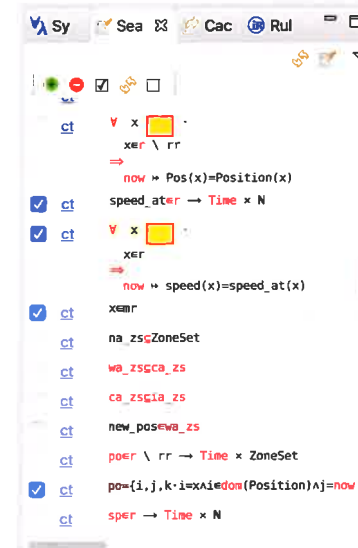 Sy Sea Cac Rul
ct
ct ∀ x ·
x∈r \ rr
⇒
now ↦ Pos(x)=Position(x)
ct speed_at∈r → Time × ℕ
ct ∀ x ·
x∈r
⇒
now ↦ speed(x)=speed_at(x)
ct x∈mr
ct na_zs⊆ZoneSet
ct wa_zs⊆ca_zs
ct ca_zs⊆ia_zs
ct new_pos∈wa_zs
ct po∈r \ rr → Time × ZoneSet
ct po={i,j,k·i=x∧i∈dom(Position)∧j=now
ct sp∈r → Time × ℕ